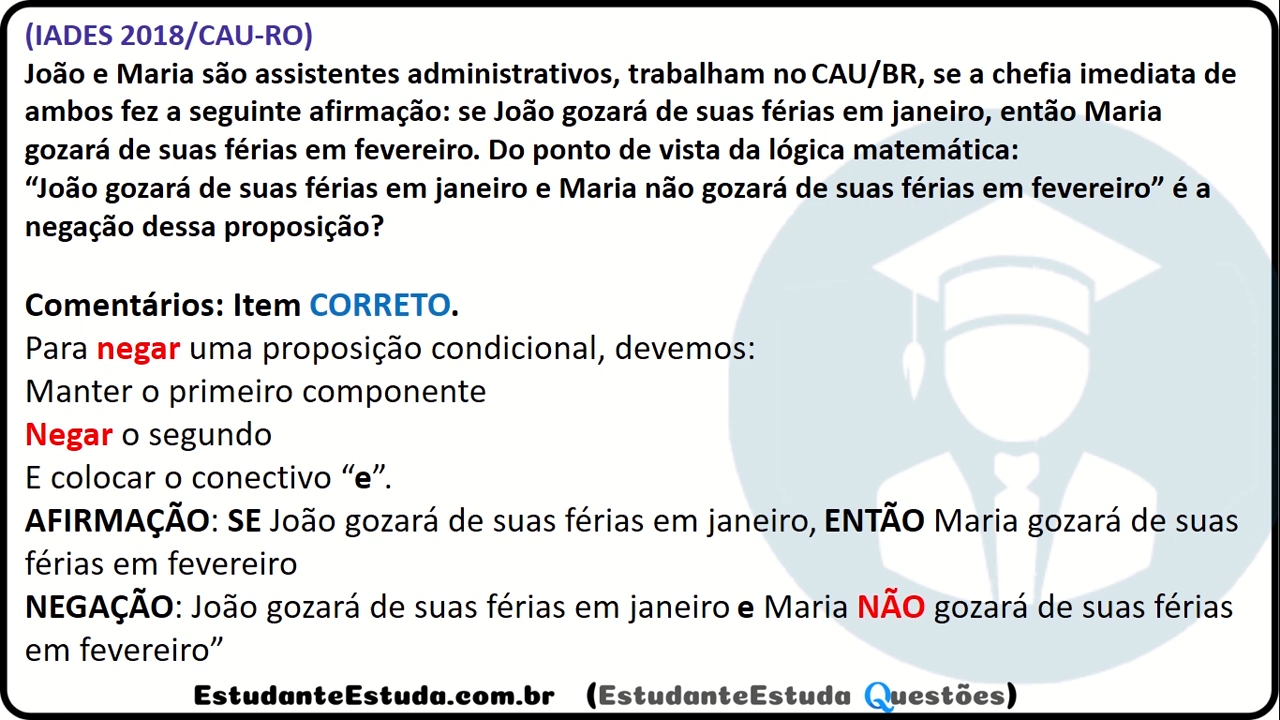 (IADES 2018/CAU-RO)
João e Maria são assistentes administrativos, trabalham no CAU/BR, se a chefia imediata de
ambos fez a seguinte afirmação: se João gozará de suas férias em janeiro, então Maria
gozará de suas férias em fevereiro. Do ponto de vista da lógica matemática:
“João gozará de suas férias em janeiro e Maria não gozará de suas férias em fevereiro” é a
negação dessa proposição?
Comentários: Item CORRETO.
Para negar uma proposição condicional, devemos:
Manter o primeiro componente
Negar o segundo
E colocar o conectivo “e”.
AFIRMAÇÃO: SE João gozará de suas férias em janeiro, ENTÃO Maria gozará de suas
férias em fevereiro
NEGAÇÃO: João gozará de suas férias em janeiro e Maria NÃO gozará de suas férias
em fevereiro”
EstudanteEstuda.com.br (EstudanteEstuda Questões)